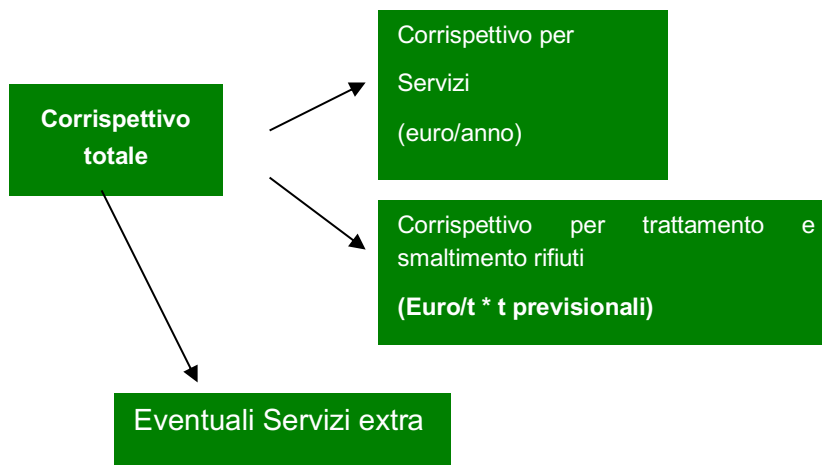 Corrispettivo
totale
Corrispettivo per
Servizi
(euro/anno)
Corrispettivo per trattamento e
smaltimento rifiuti
(Euro/t * t previsionali)
Eventuali Servizi extra